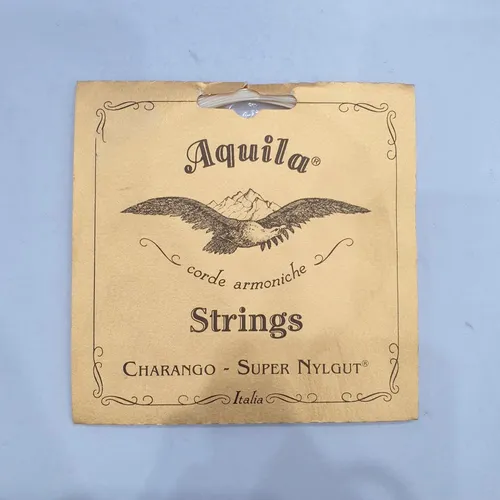 Aquila®
corde armoniche
Strings
CHARANGO - SUPER NYLGUT®
Italia